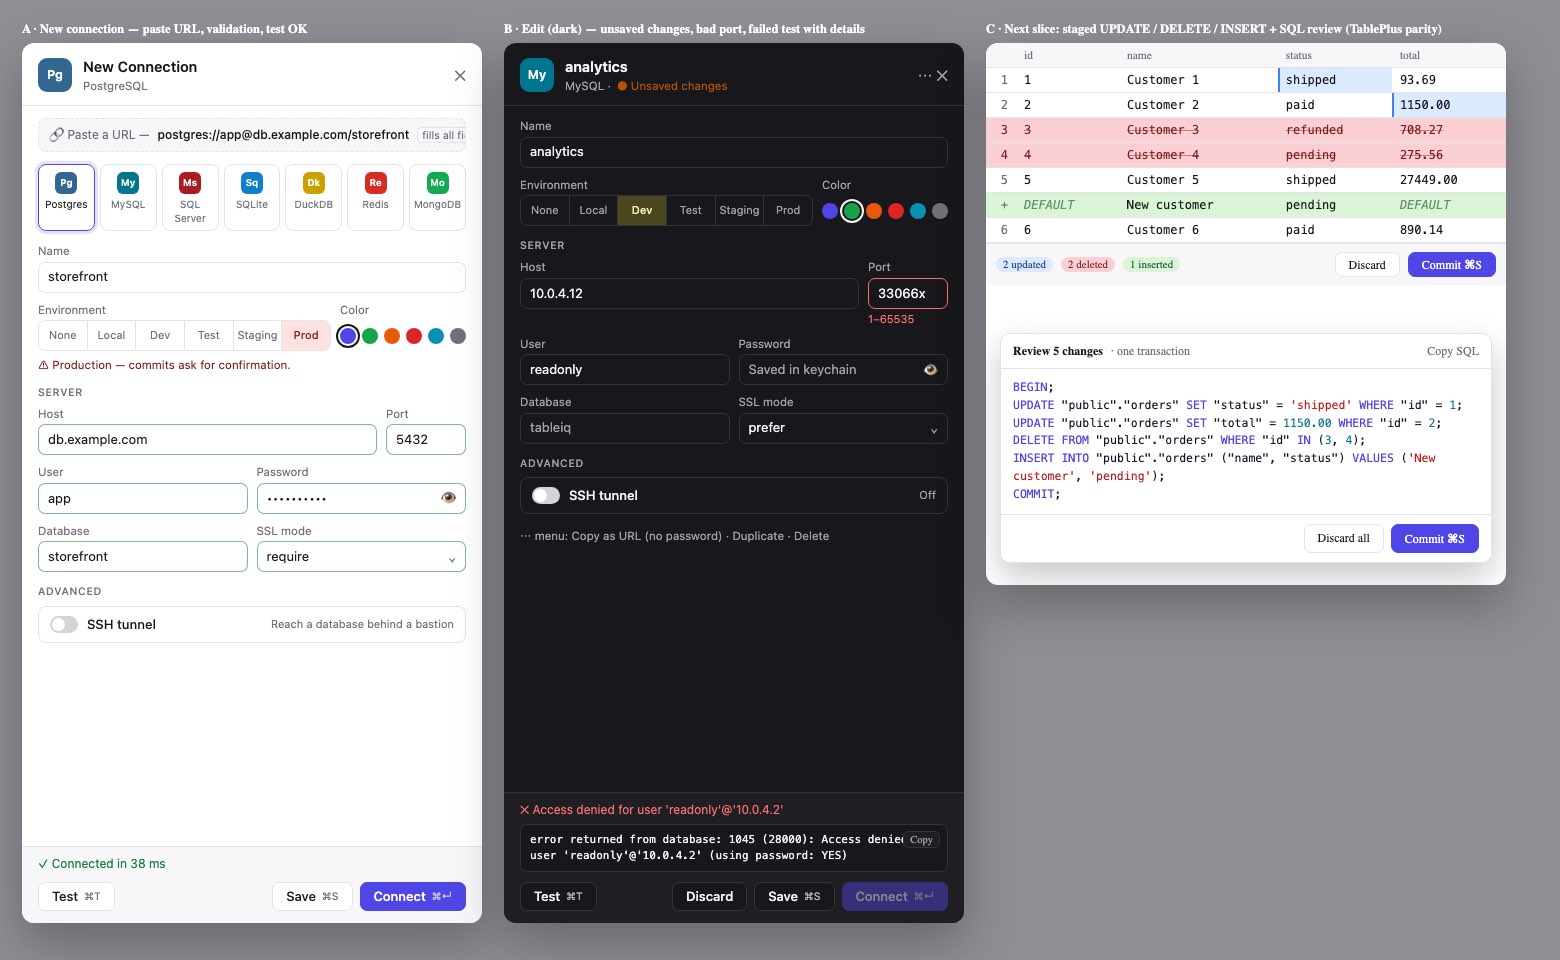 A · New connection — paste URL, validation, test OK
Pg
New Connection
PostgreSQL
Paste a URL — postgres://app@db.example.com/storefront
Pg My Ms Sq Dk Re Mo
Postgres MySQL SQL Server SQLite DuckDB Redis MongoDB
Name
storefront
Environment Color
None Local Dev Test Staging Prod
⚠ Production — commits ask for confirmation.
SERVER
Host Port
db.example.com 5432
User Password
app ••••••••••
Database SSL mode
storefront require
ADVANCED
SSH tunnel Reach a database behind a bastion
✓ Connected in 38 ms
Test ⌘T Save ⌘S Connect ⌘↵
B · Edit (dark) — unsaved changes, bad port, failed test with details
My
analytics
MySQL · Unsaved changes
Name
analytics
Environment Color
None Local Dev Test Staging Prod
SERVER
Host Port
10.0.4.12 33066x
1–65535
User Password
readonly Saved in keychain
Database SSL mode
tableiq prefer
ADVANCED
SSH tunnel Off
··· menu: Copy as URL (no password) · Duplicate · Delete
✕ Access denied for user 'readonly'@'10.0.4.2'
error returned from database: 1045 (28000): Access Copy
user 'readonly'@'10.0.4.2' (using password: YES)
Test ⌘T Discard Save ⌘S Connect ⌘↵
C · Next slice: staged UPDATE / DELETE / INSERT + SQL review (TablePlus parity)
id name status total
1 1 Customer 1 shipped 93.69
2 2 Customer 2 paid 1150.00
3 3 Customer 3 refunded 708.27
4 4 Customer 4 pending 275.56
5 5 Customer 5 shipped 27449.00
+ DEFAULT New customer pending DEFAULT
6 6 Customer 6 paid 890.14
2 updated 2 deleted 1 inserted Discard Commit ⌘S
Review 5 changes · one transaction Copy SQL
BEGIN;
UPDATE "public"."orders" SET "status" = 'shipped' WHERE "id" = 1;
UPDATE "public"."orders" SET "total" = 1150.00 WHERE "id" = 2;
DELETE FROM "public"."orders" WHERE "id" IN (3, 4);
INSERT INTO "public"."orders" ("name", "status") VALUES ('New
customer', 'pending');
COMMIT;
Discard all Commit ⌘S